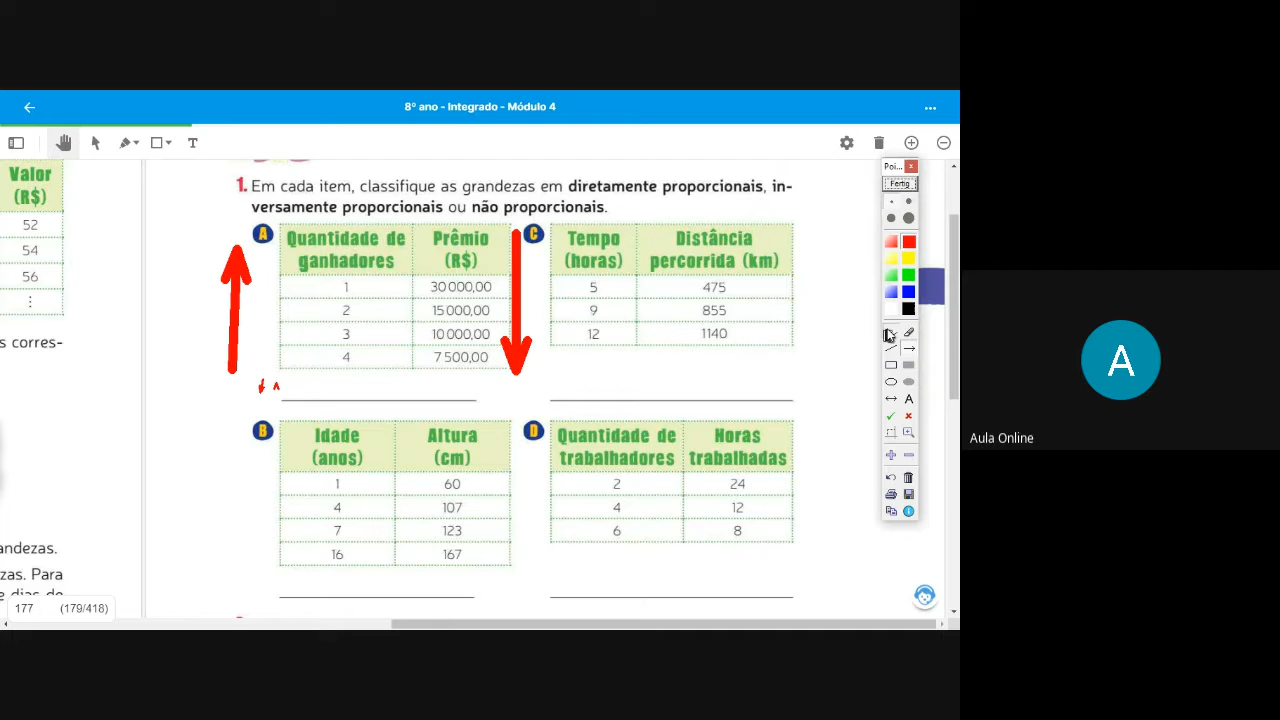 8º ano - Integrado - Módulo 4
T
Poi...
Fertig
A
Valor
(R$)
52
54
56
⋮
s corres-
andezas.
zas. Para
177 (179/418)
1. Em cada item, classifique as grandezas em diretamente proporcionais, in-
versamente proporcionais ou não proporcionais.
A
Quantidade de ganhadores Prêmio (R$)
1 30 000,00
2 15 000,00
3 10 000,00
4 7 500,00
B
Idade (anos) Altura (cm)
1 60
4 107
7 123
16 167
C
Tempo (horas) Distância percorrida (km)
5 475
9 855
12 1140
D
Quantidade de trabalhadores Horas trabalhadas
2 24
4 12
6 8
A
Aula Online